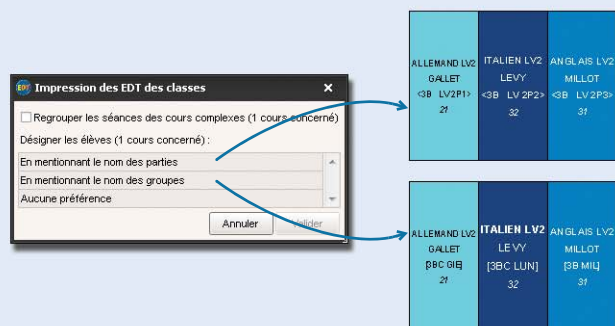 EDT Impression des EDT des classes x
Regrouper les séances des cours complexes (1 cours concerné)
Désigner les élèves (1 cours concerné) :
En mentionnant le nom des parties
En mentionnant le nom des groupes
Aucune préférence
Annuler Valider
ALLEMAND LV2
GALLET
<3B LV2P1>
21
ITALIEN LV2
LEVY
<3B LV2P2>
32
ANGLAIS LV2
MILLOT
<3B LV2P3>
31
ALLEMAND LV2
GALLET
[3BC GIE]
21
ITALIEN LV2
LEVY
[3BC LUN]
32
ANGLAIS LV2
MILLOT
[3B MIL]
31